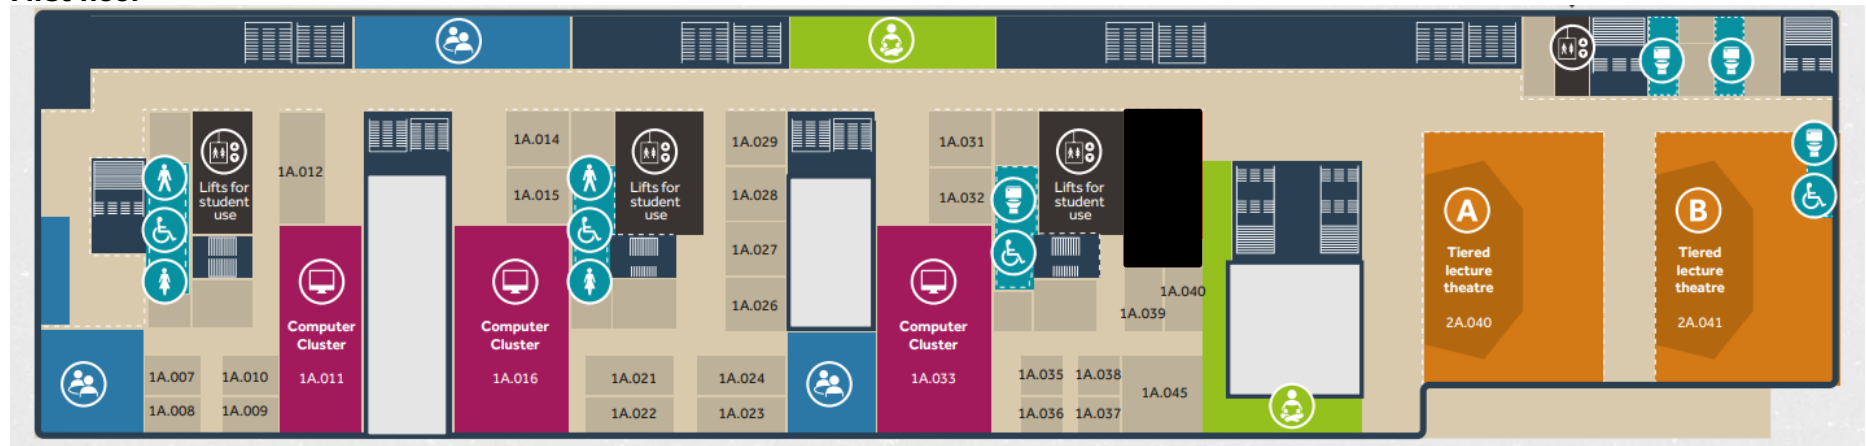 1A.012
Lifts for
student
use
1A.014
1A.015
Lifts for
student
use
1A.029
1A.028
1A.027
1A.026
1A.031
1A.032
Lifts for
student
use
1A.040
1A.039
A
Tiered
lecture
theatre
2A.040
B
Tiered
lecture
theatre
2A.041
Computer
Cluster
1A.011
Computer
Cluster
1A.016
Computer
Cluster
1A.033
1A.007 1A.010
1A.008 1A.009
1A.021 1A.024
1A.022 1A.023
1A.035 1A.038
1A.036 1A.037
1A.045